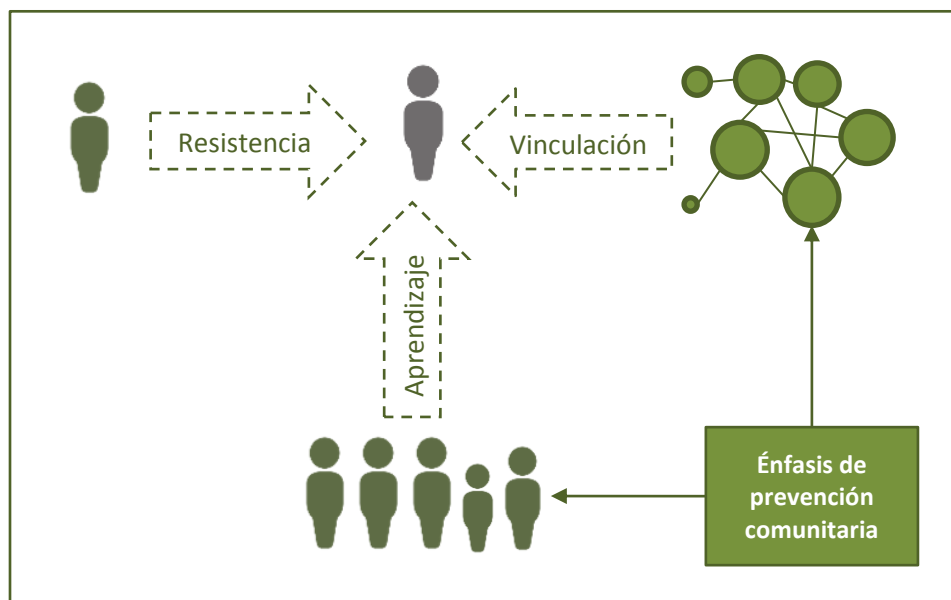 Resistencia
Vinculación
Aprendizaje
Énfasis de
prevención
comunitaria